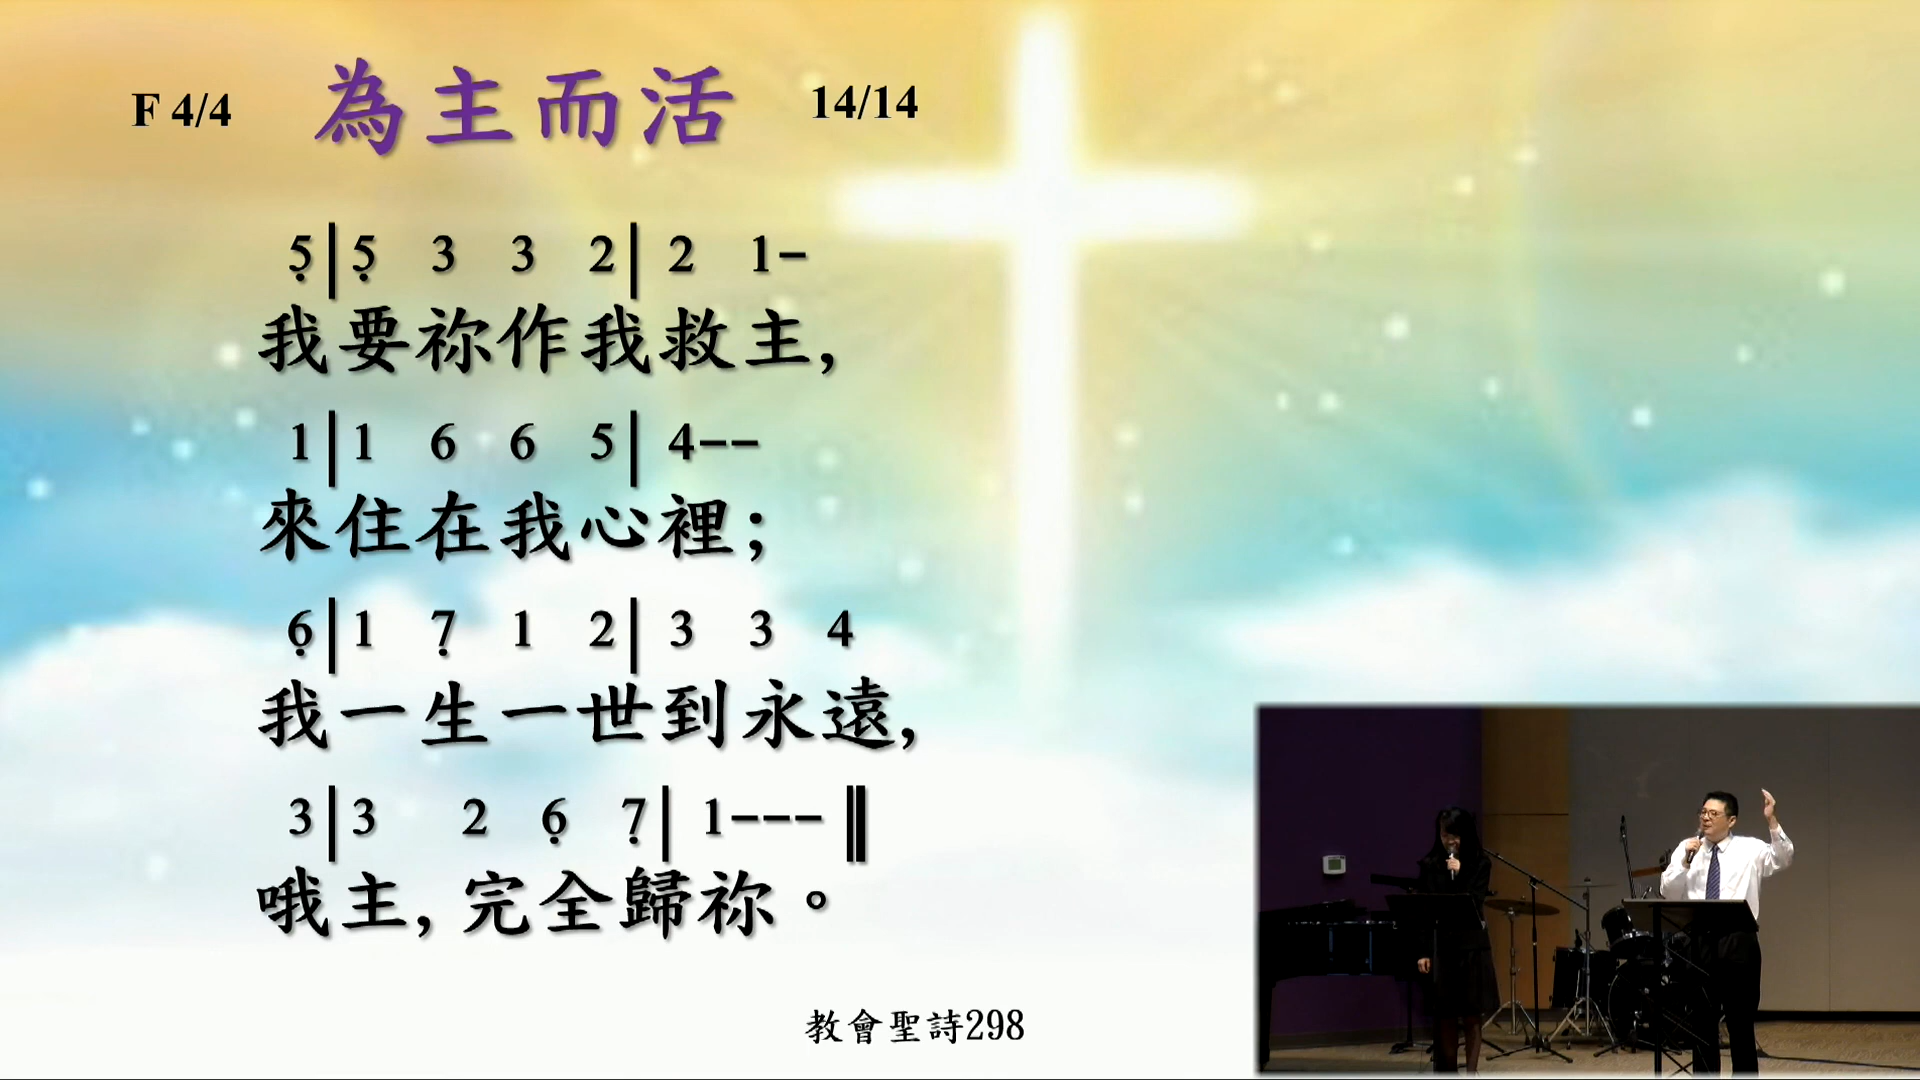 F 4/4 為主而活 14/14
5̣|5̣ 3 3 2| 2 1-
我要祢作我救主,
1|1 6 6 5| 4--
來住在我心裡;
6̣|1 7̣ 1 2| 3 3 4
我一生一世到永遠,
3|3 2 6̣ 7̣| 1---‖
哦主,完全歸祢。
教會聖詩298